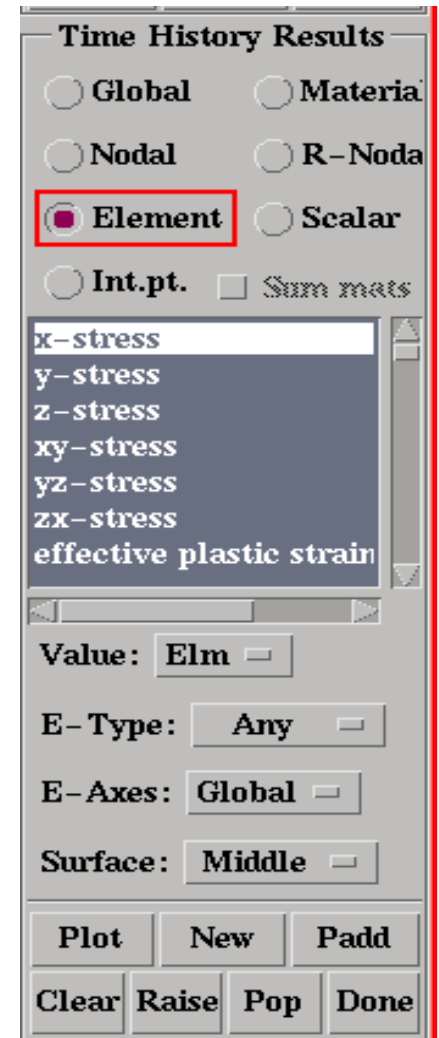 Time History Results
Global Materia
Nodal R-Noda
Element Scalar
Int.pt. Sum mats
x-stress
y-stress
z-stress
xy-stress
yz-stress
zx-stress
effective plastic strain
Value: Elm
E-Type: Any
E-Axes: Global
Surface: Middle
Plot New Padd
Clear Raise Pop Done